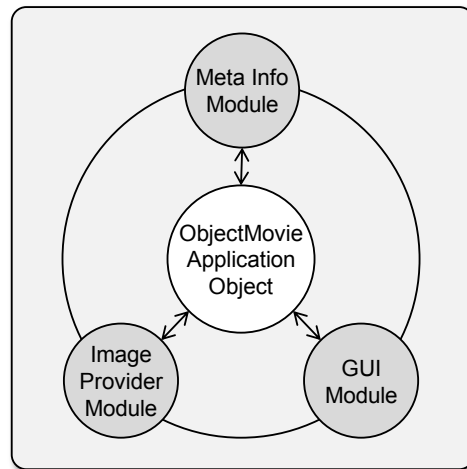 Meta Info
Module
ObjectMovie
Application
Object
Image
Provider
Module
GUI
Module